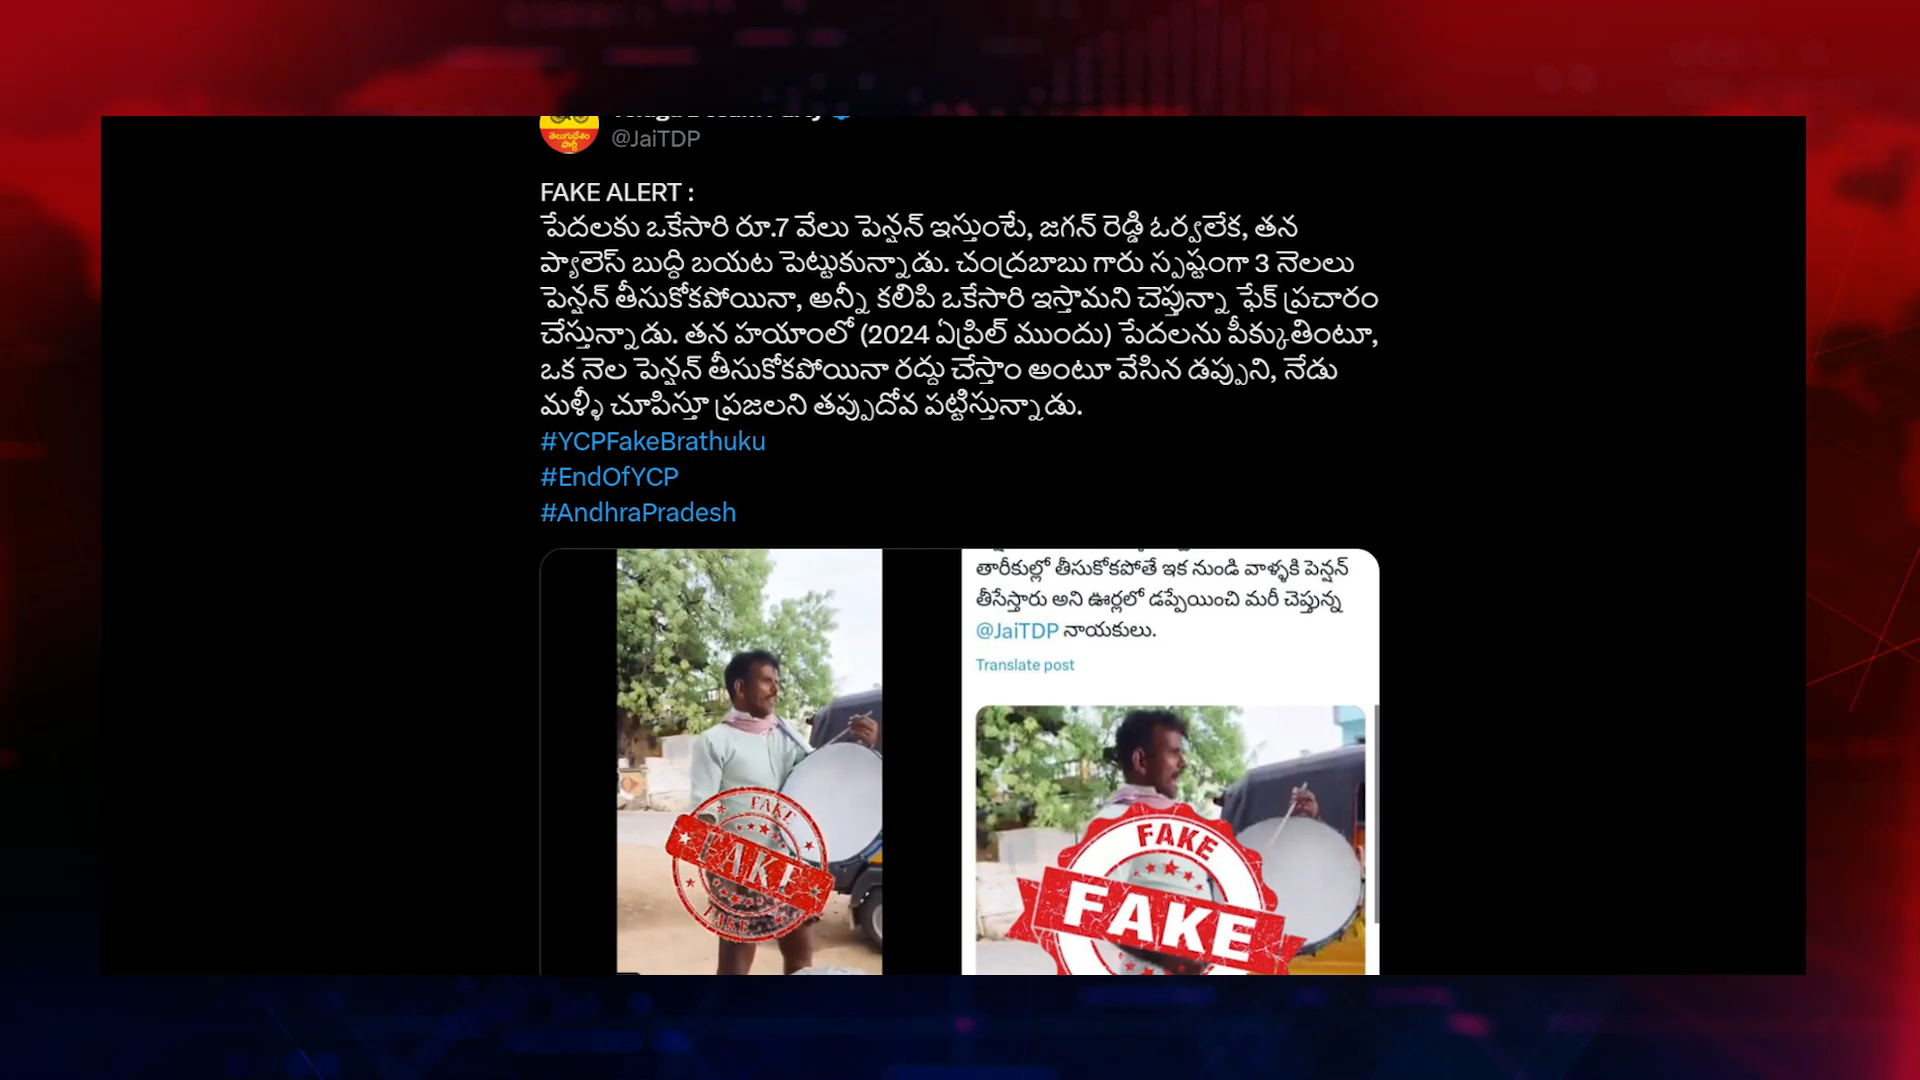 తెలుగుదేశం
పార్టీ
@JaiTDP
FAKE ALERT :
పేదలకు ఒకేసారి రూ.7 వేలు పెన్షన్ ఇస్తుంటే, జగన్ రెడ్డి ఓర్వలేక, తన
ప్యాలెస్ బుద్ధి బయట పెట్టుకున్నాడు. చంద్రబాబు గారు స్పష్టంగా 3 నెలలు
పెన్షన్ తీసుకోకపోయినా, అన్నీ కలిపి ఒకేసారి ఇస్తామని చెప్తున్నా ఫేక్ ప్రచారం
చేస్తున్నాడు. తన హయాంలో (2024 ఏప్రిల్ ముందు) పేదలను పీక్కుతింటూ,
ఒక నెల పెన్షన్ తీసుకోకపోయినా రద్దు చేస్తాం అంటూ వేసిన డప్పుని, నేడు
మళ్ళీ చూపిస్తూ ప్రజలని తప్పుదోవ పట్టిస్తున్నాడు.
#YCPFakeBrathuku
#EndOfYCP
#AndhraPradesh
తారీకుల్లో తీసుకోకపోతే ఇక నుండి వాళ్ళకి పెన్షన్
తీసేస్తారు అని ఊర్లలో డప్పేయించి మరీ చెప్తున్న
@JaiTDP నాయకులు.
Translate post
FAKE
FAKE
FAKE
FAKE
FAKE